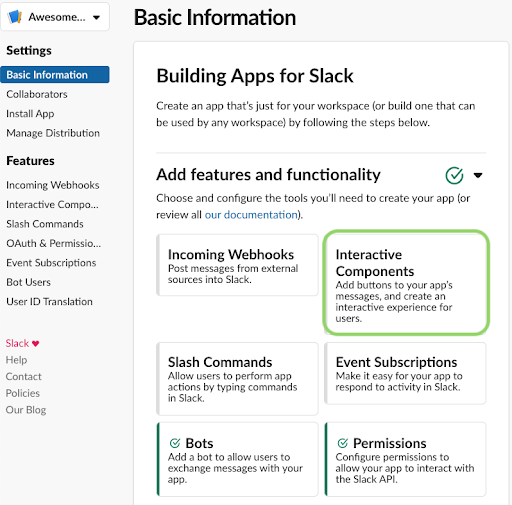 Awesome...
Settings
Basic Information
Collaborators
Install App
Manage Distribution
Features
Incoming Webhooks
Interactive Compo...
Slash Commands
OAuth & Permissio...
Event Subscriptions
Bot Users
User ID Translation
Slack
Help
Contact
Policies
Our Blog
Basic Information
Building Apps for Slack
Create an app that's just for your workspace (or build one that can
be used by any workspace) by following the steps below.
Add features and functionality
Choose and configure the tools you'll need to create your app (or
review all our documentation).
Incoming Webhooks
Post messages from external
sources into Slack.
Interactive
Components
Add buttons to your app's
messages, and create an
interactive experience for
users.
Slash Commands
Allow users to perform app
actions by typing commands
in Slack.
Event Subscriptions
Make it easy for your app to
respond to activity in Slack.
Bots
Add a bot to allow users to
exchange messages with your
app.
Permissions
Configure permissions to
allow your app to interact with
the Slack API.